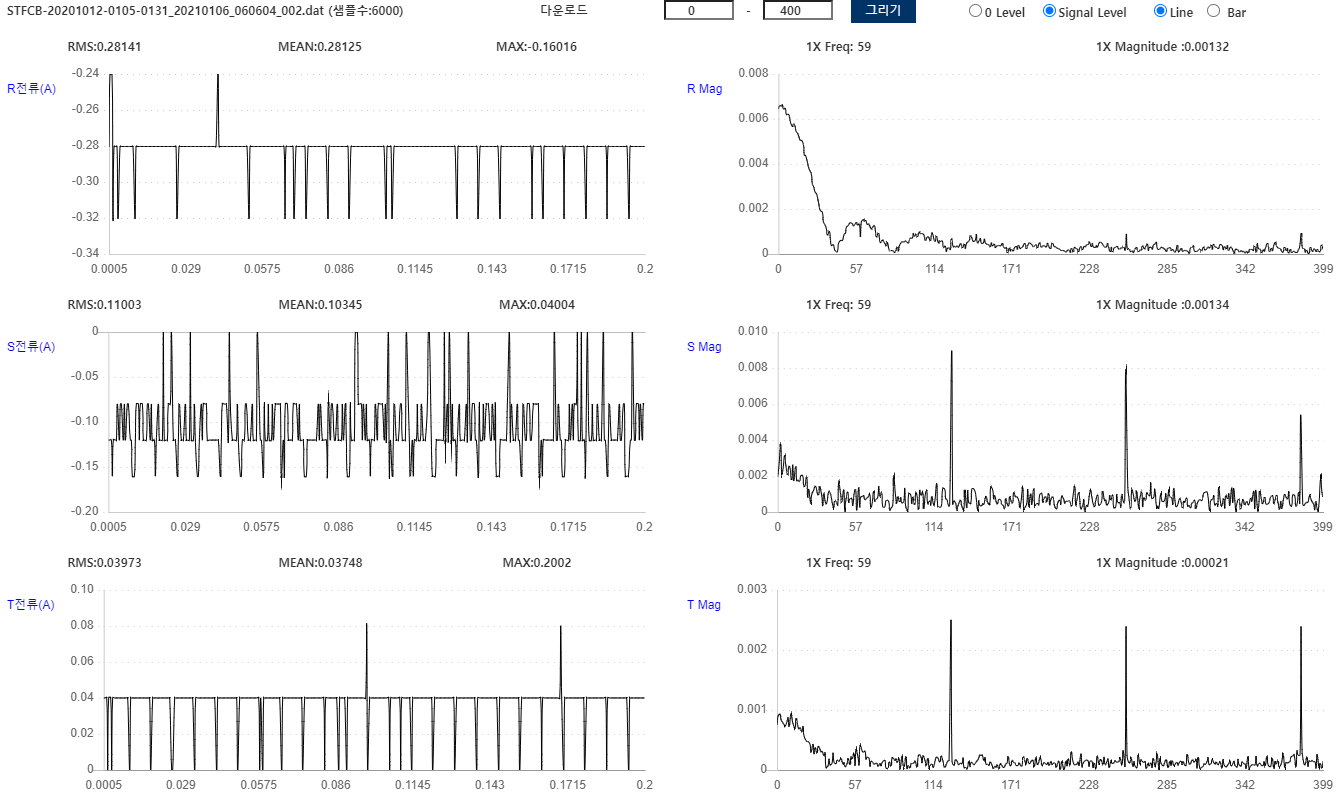 STFCB-20201012-0105-0131_20210106_060604_002.dat (샘플수:6000) 다운로드 0 - 400 그리기 0 Level Signal Level Line Bar
RMS:0.28141 MEAN:0.28125 MAX:-0.16016
R전류(A)
-0.24
-0.26
-0.28
-0.30
-0.32
-0.34
0.0005 0.029 0.0575 0.086 0.1145 0.143 0.1715 0.2
1X Freq: 59 1X Magnitude :0.00132
R Mag
0.008
0.006
0.004
0.002
0
0 57 114 171 228 285 342 399
RMS:0.11003 MEAN:0.10345 MAX:0.04004
S전류(A)
0
-0.05
-0.10
-0.15
-0.20
0.0005 0.029 0.0575 0.086 0.1145 0.143 0.1715 0.2
1X Freq: 59 1X Magnitude :0.00134
S Mag
0.010
0.008
0.006
0.004
0.002
0
0 57 114 171 228 285 342 399
RMS:0.03973 MEAN:0.03748 MAX:0.2002
T전류(A)
0.10
0.08
0.06
0.04
0.02
0
0.0005 0.029 0.0575 0.086 0.1145 0.143 0.1715 0.2
1X Freq: 59 1X Magnitude :0.00021
T Mag
0.003
0.002
0.001
0
0 57 114 171 228 285 342 399